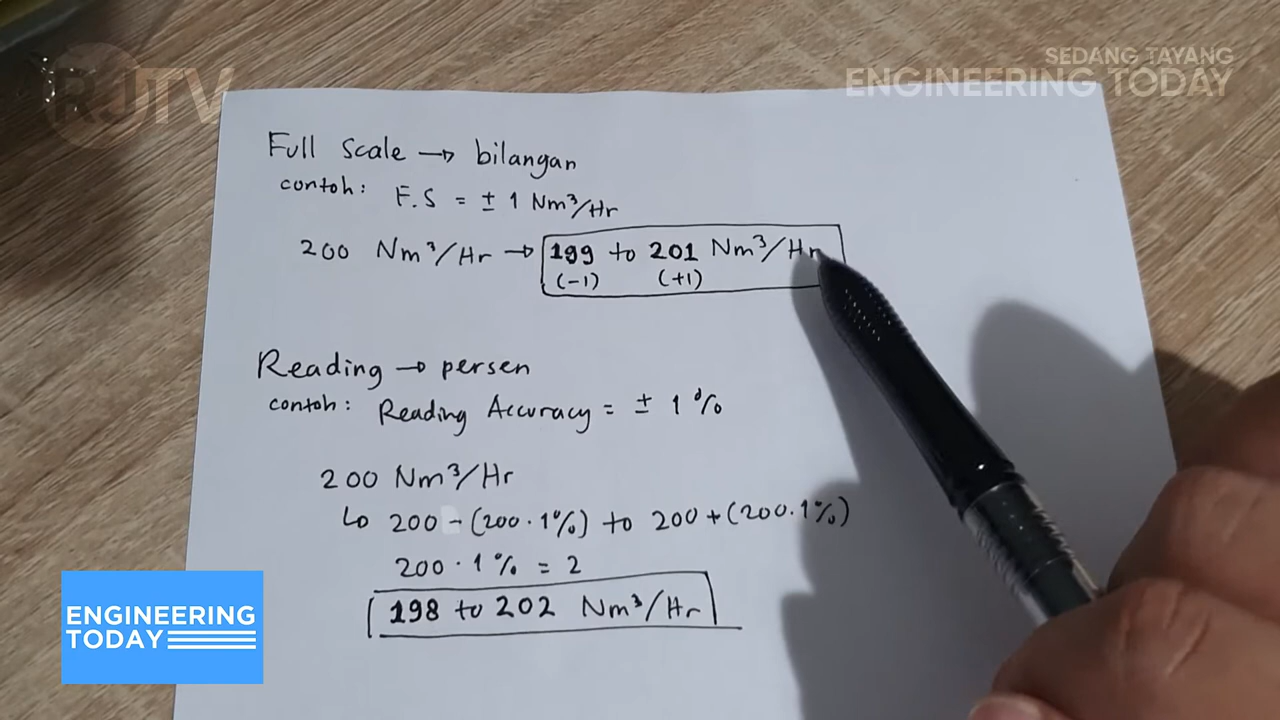 RJTV
SEDANG TAYANG
ENGINEERING TODAY
Full Scale → bilangan
contoh: F.S = ± 1 Nm³/Hr
200 Nm³/Hr → 199 to 201 Nm³/Hr
(-1) (+1)
Reading → persen
contoh: Reading Accuracy = ± 1%
200 Nm³/Hr
↳ 200 - (200 · 1%) to 200 + (200 . 1%)
200 · 1% = 2
198 to 202 Nm³/Hr
ENGINEERING
TODAY